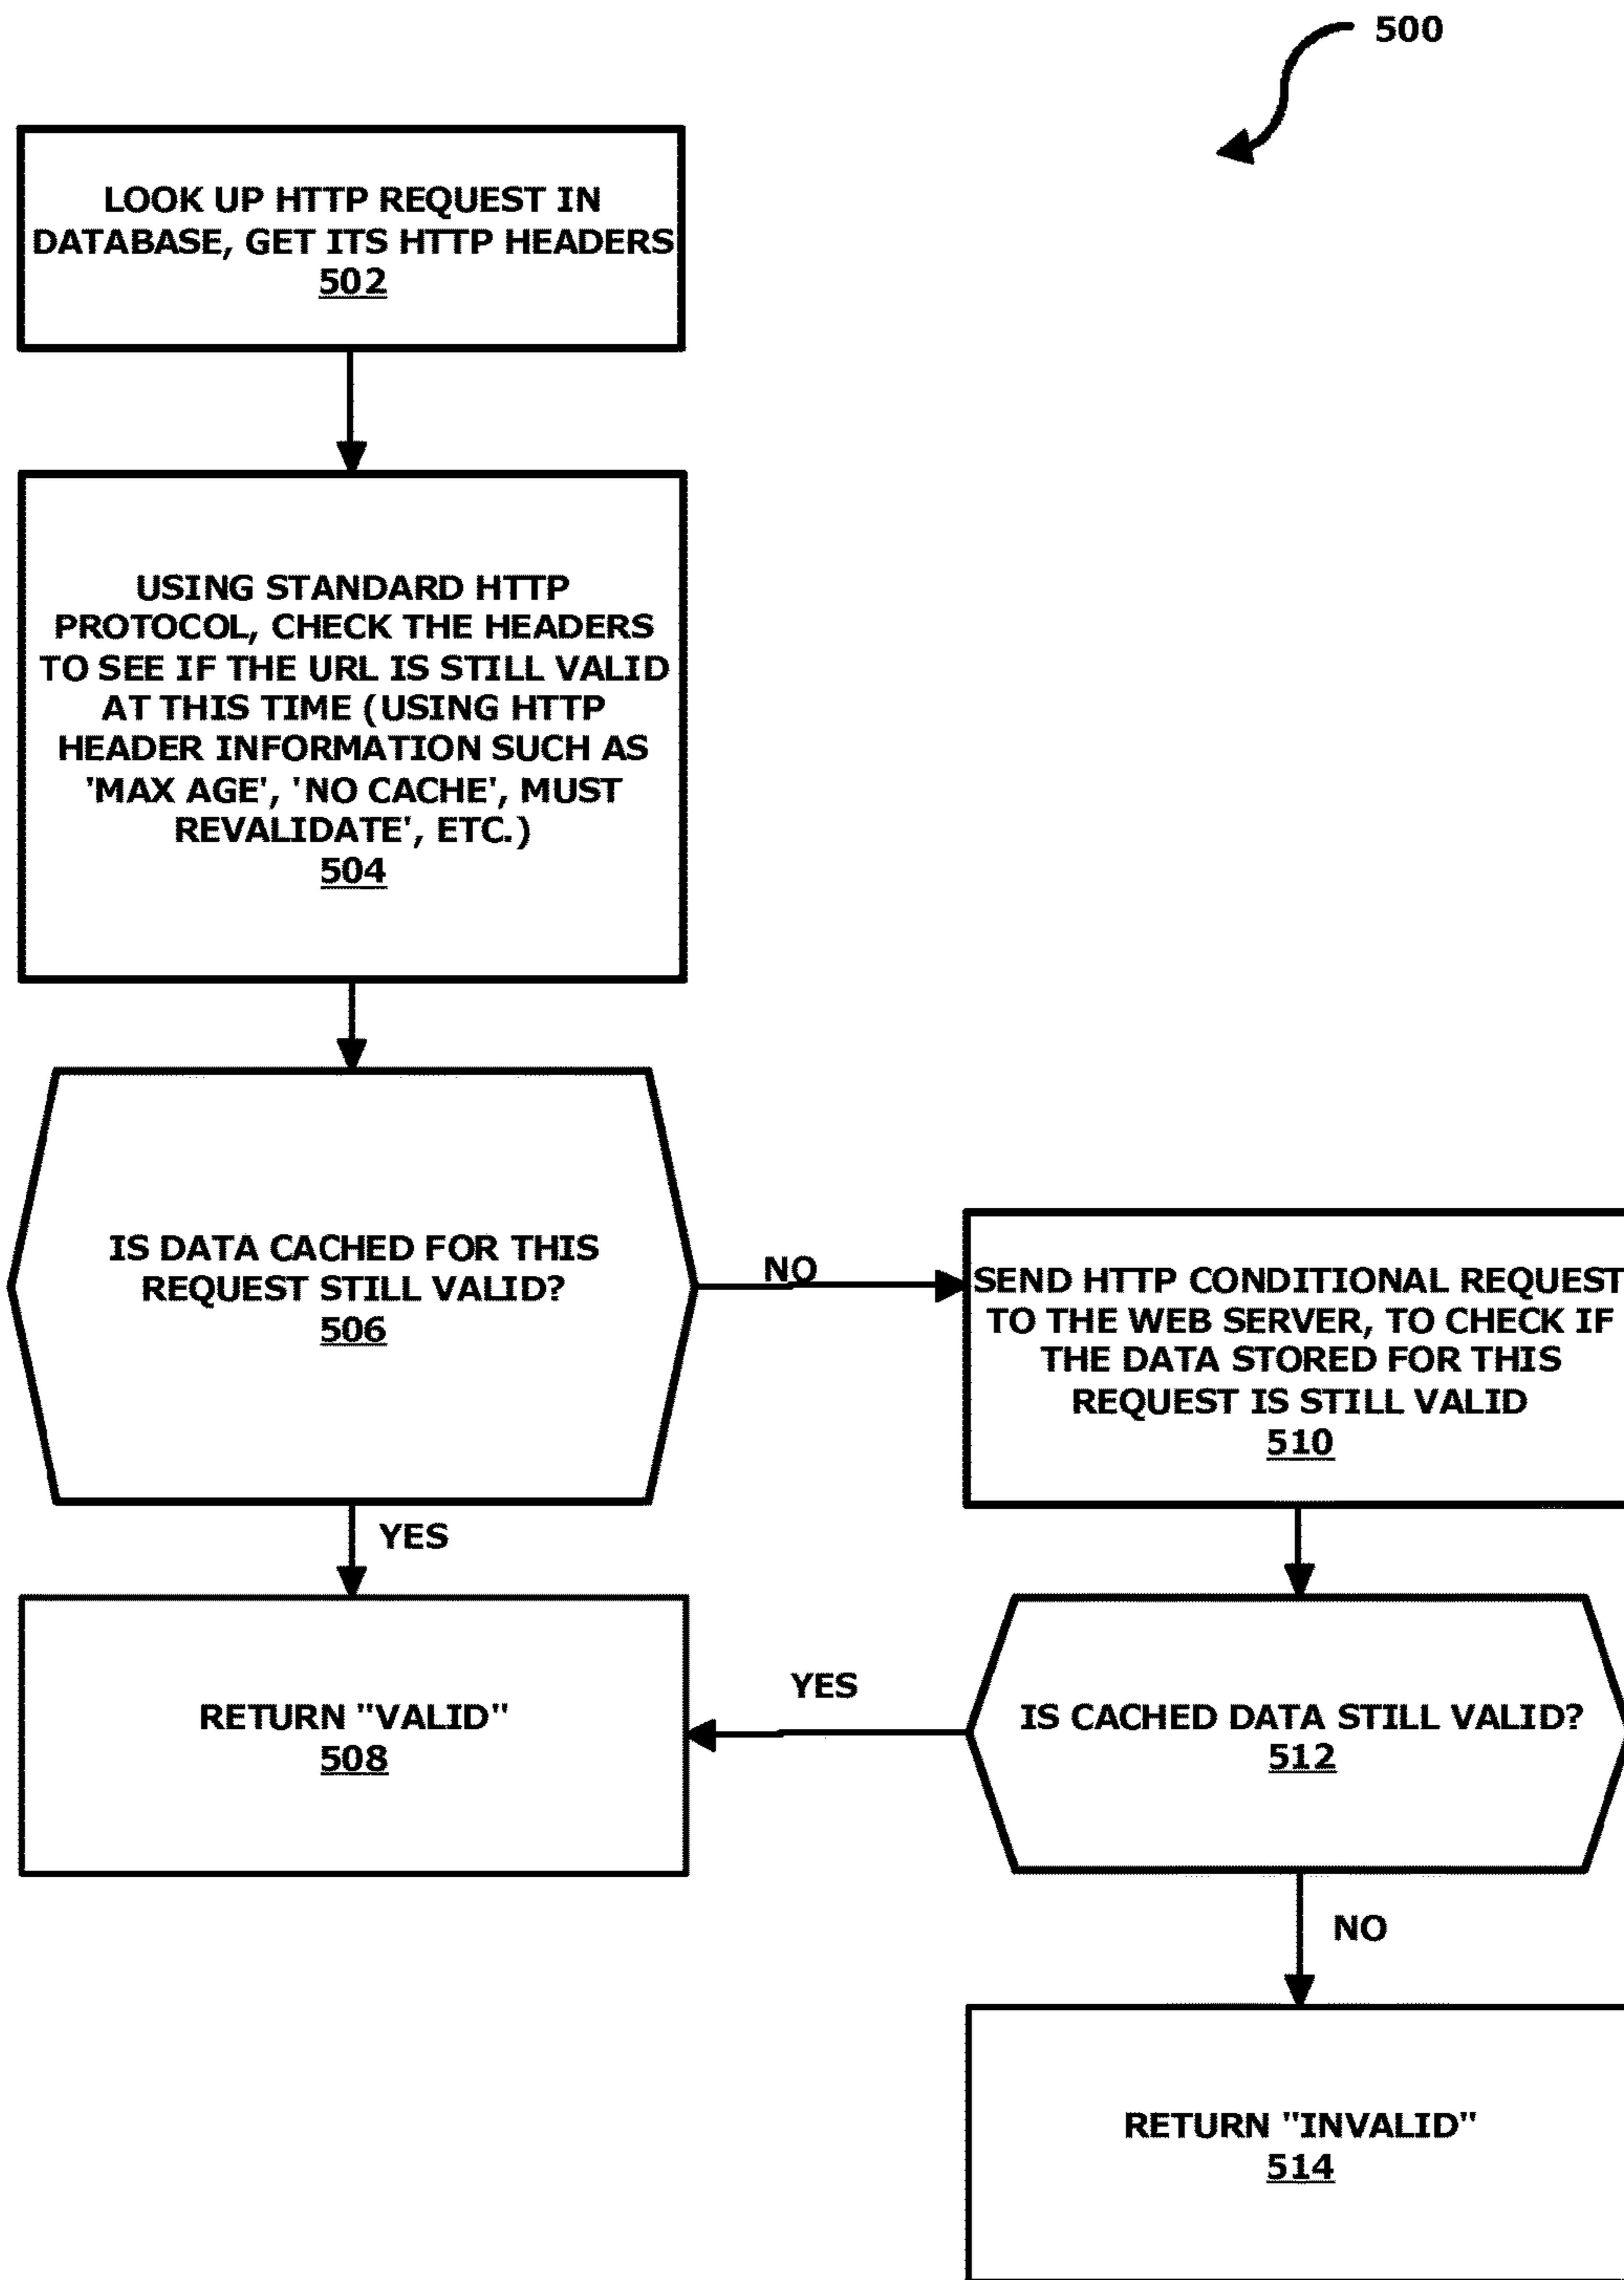 500
LOOK UP HTTP REQUEST IN
DATABASE, GET ITS HTTP HEADERS
502
USING STANDARD HTTP
PROTOCOL, CHECK THE HEADERS
TO SEE IF THE URL IS STILL VALID
AT THIS TIME (USING HTTP
HEADER INFORMATION SUCH AS
'MAX AGE', 'NO CACHE', MUST
REVALIDATE', ETC.)
504
IS DATA CACHED FOR THIS
REQUEST STILL VALID?
506
NO
SEND HTTP CONDITIONAL REQUEST
TO THE WEB SERVER, TO CHECK IF
THE DATA STORED FOR THIS
REQUEST IS STILL VALID
510
YES
RETURN "VALID"
508
YES
IS CACHED DATA STILL VALID?
512
NO
RETURN "INVALID"
514